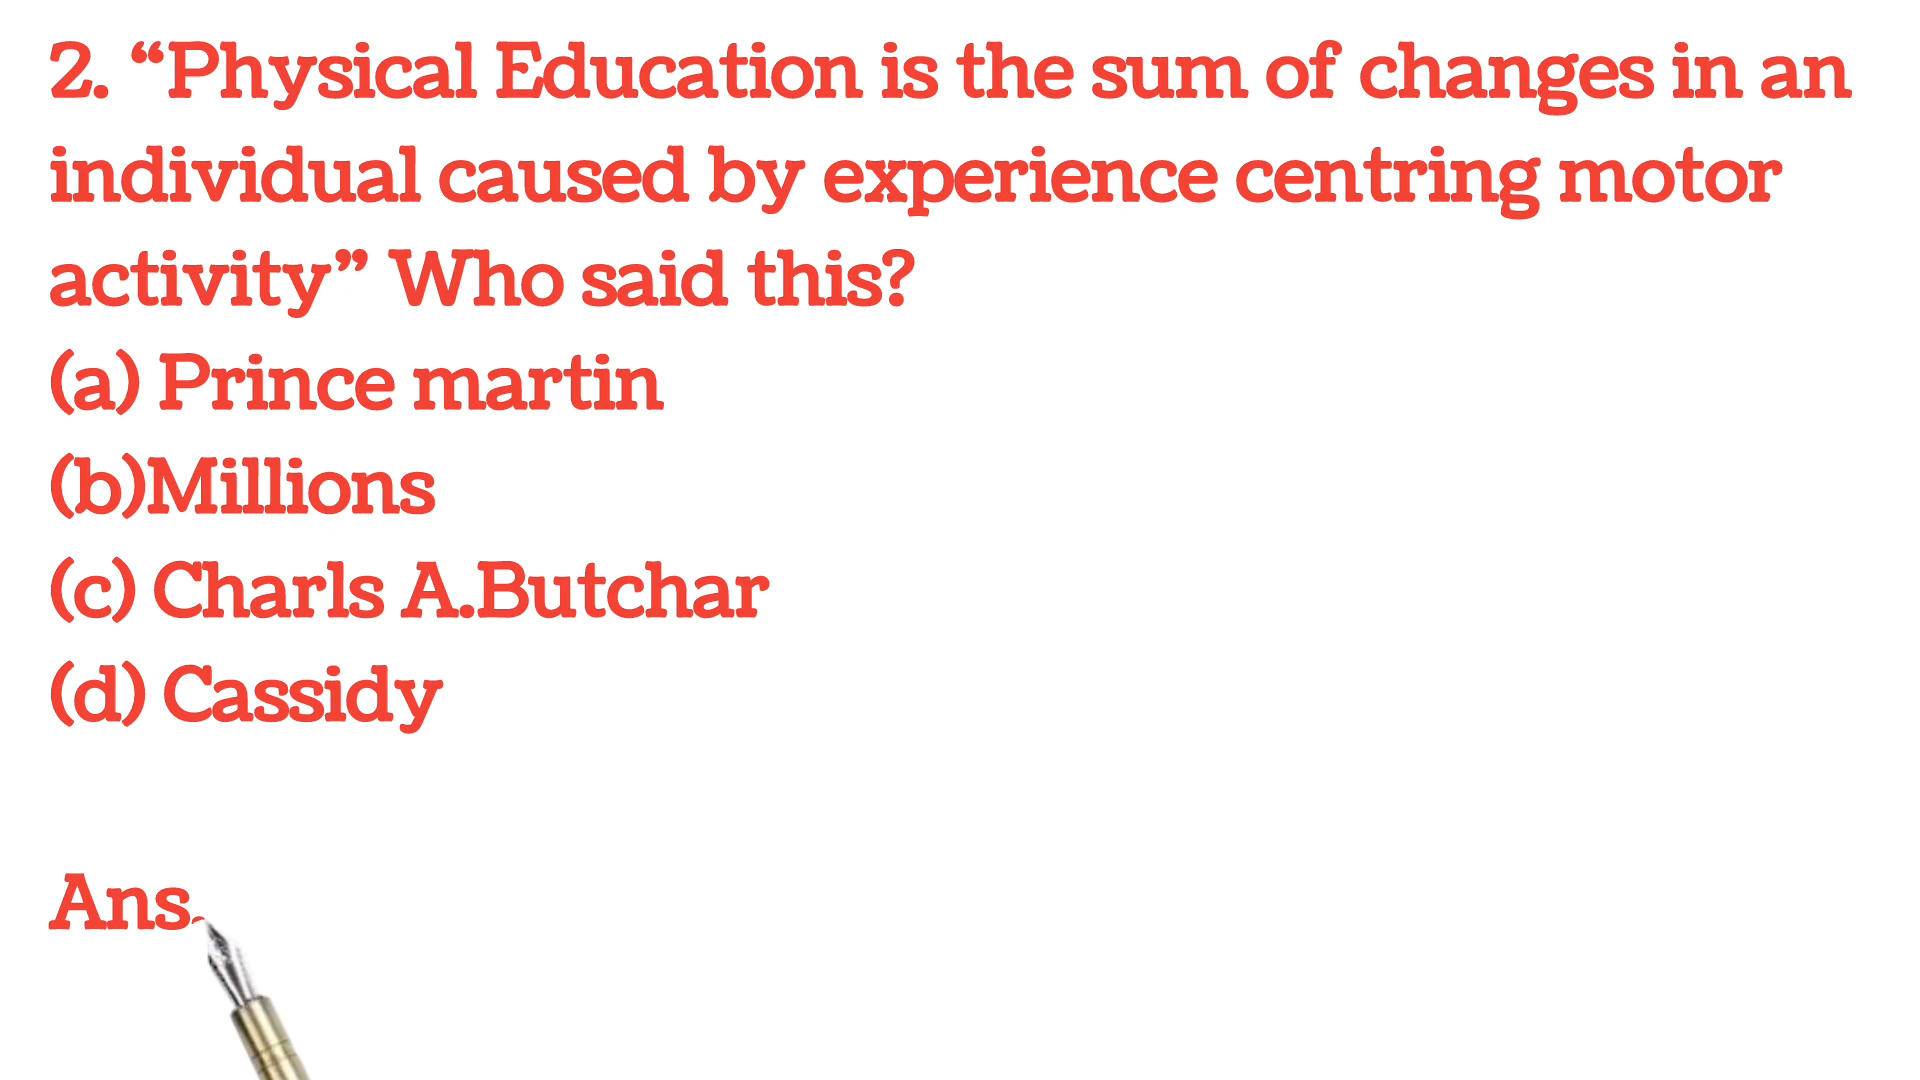 2. “Physical Education is the sum of changes in an
individual caused by experience centring motor
activity” Who said this?
(a) Prince martin
(b)Millions
(c) Charls A.Butchar
(d) Cassidy
Ans.